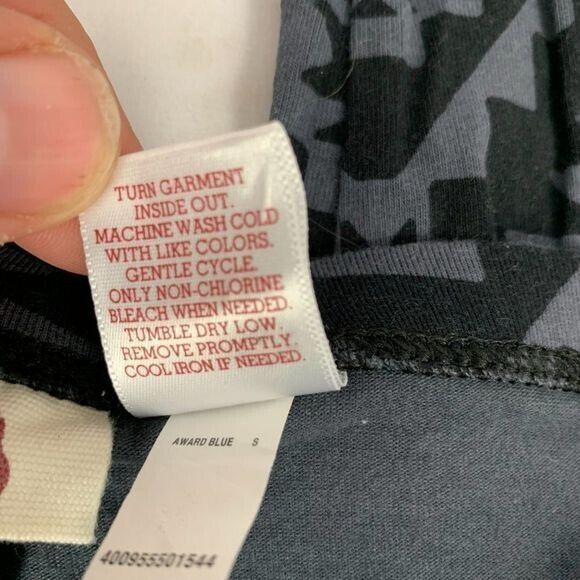 TURN GARMENT
INSIDE OUT.
MACHINE WASH COLD
WITH LIKE COLORS.
GENTLE CYCLE.
ONLY NON-CHLORINE
BLEACH WHEN NEEDED.
TUMBLE DRY LOW.
REMOVE PROMPTLY.
COOL IRON IF NEEDED.
AWARD BLUE S
400955501544